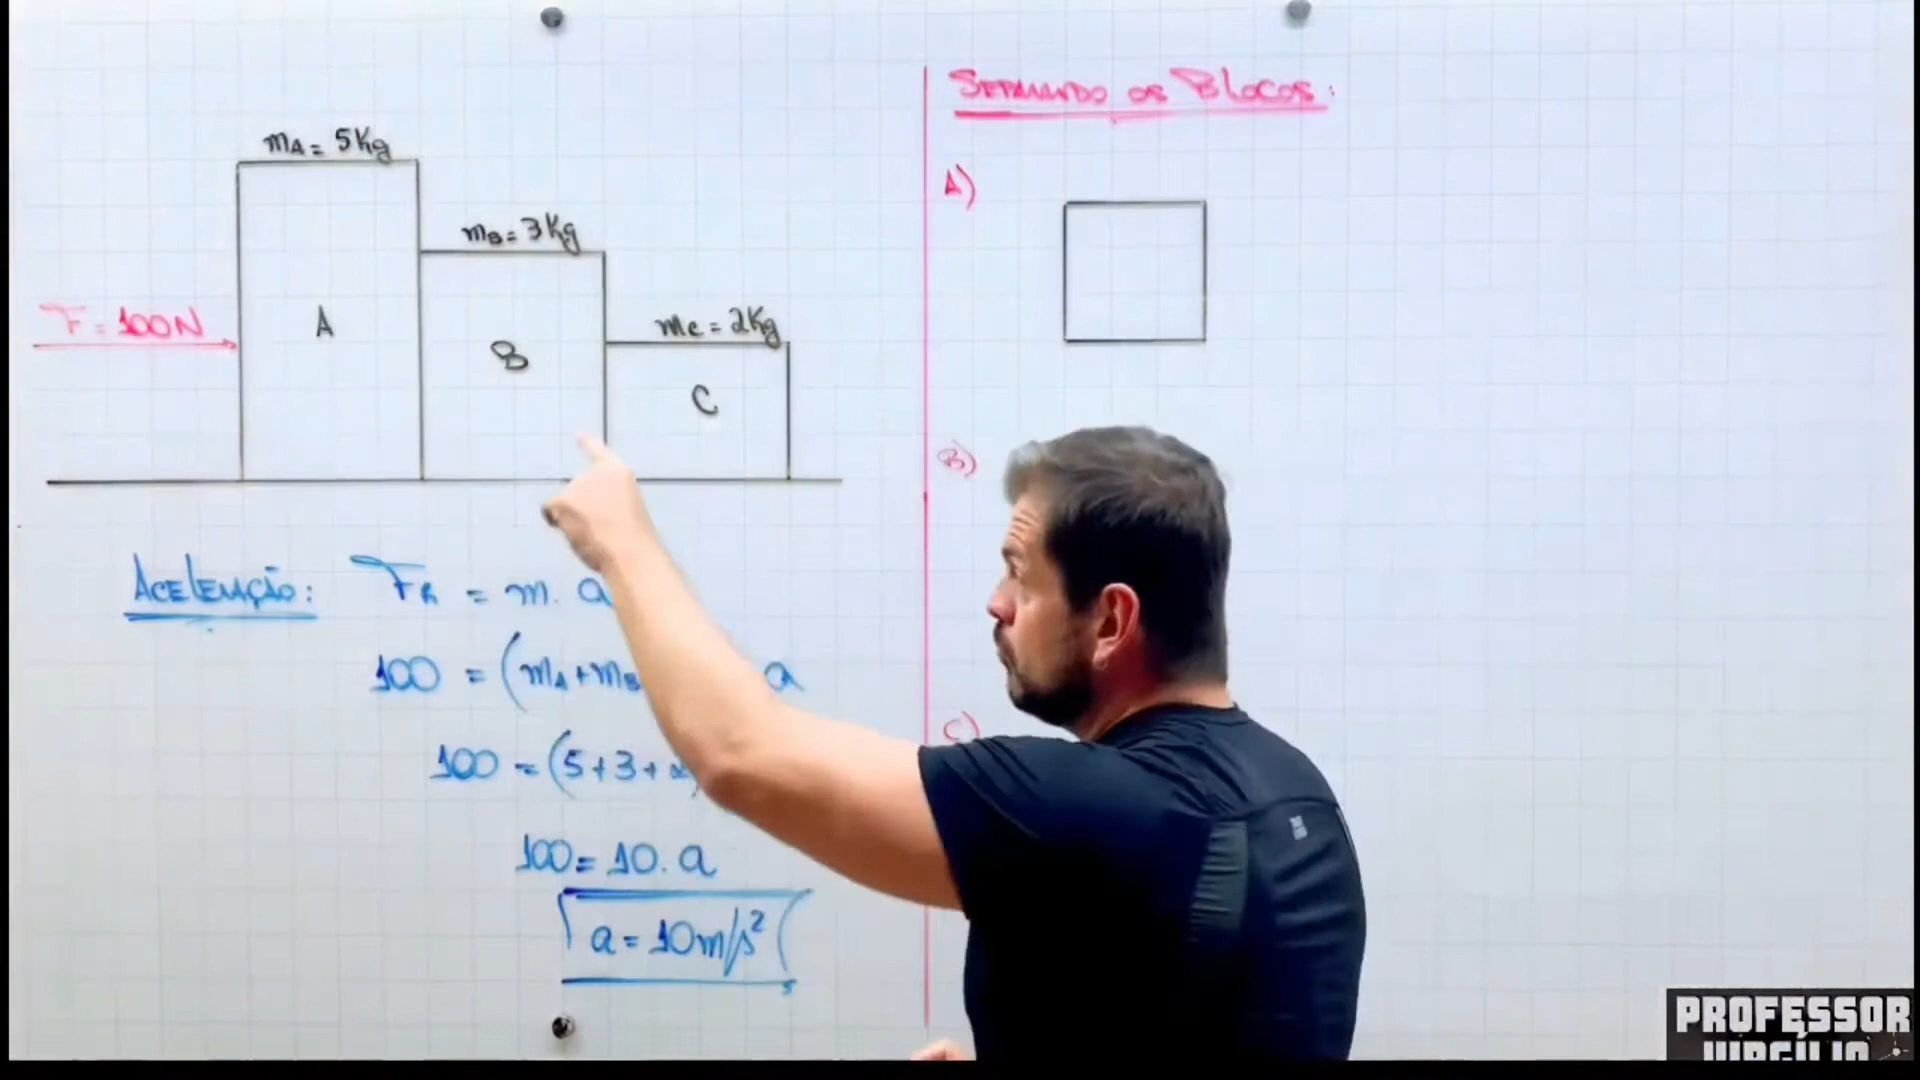 mA = 5Kg
mB = 3Kg
F = 100N
A
mC = 2Kg
B
C
ACELERAÇÃO: FR = m. a
100 = (mA + mB a
100 = (5 + 3 + 2)
100 = 10. a
a = 10m/s²
SEPARANDO OS BLOCOS:
A)
B)
C)
PROFESSOR
VIRGÍLIO